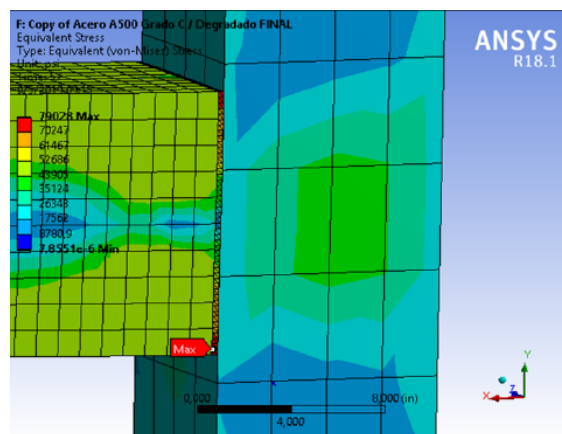 F: Copy of Acero A500 Grado C / Degradado FINAL
Equivalent Stress
Type: Equivalent (von-Mises) Stress
ANSYS
R18.1
79028 Max
70247
61467
52686
43905
35124
26343
17562
8780,9
7,8551e-6 Min
Max
0,000
8,000 (in)
4,000
Y
X
Z